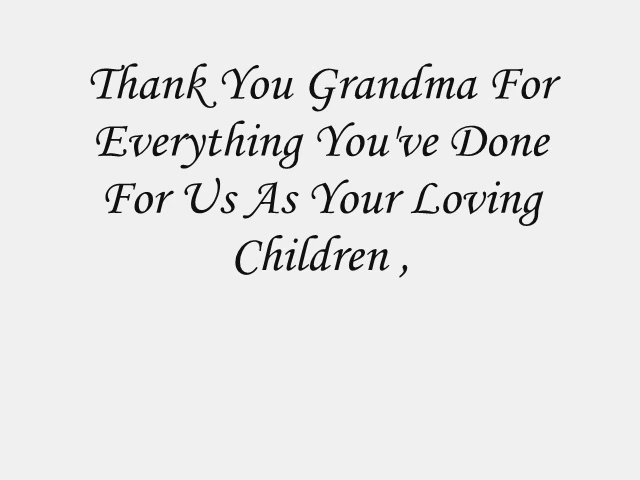 Thank You Grandma For
Everything You've Done
For Us As Your Loving
Children ,